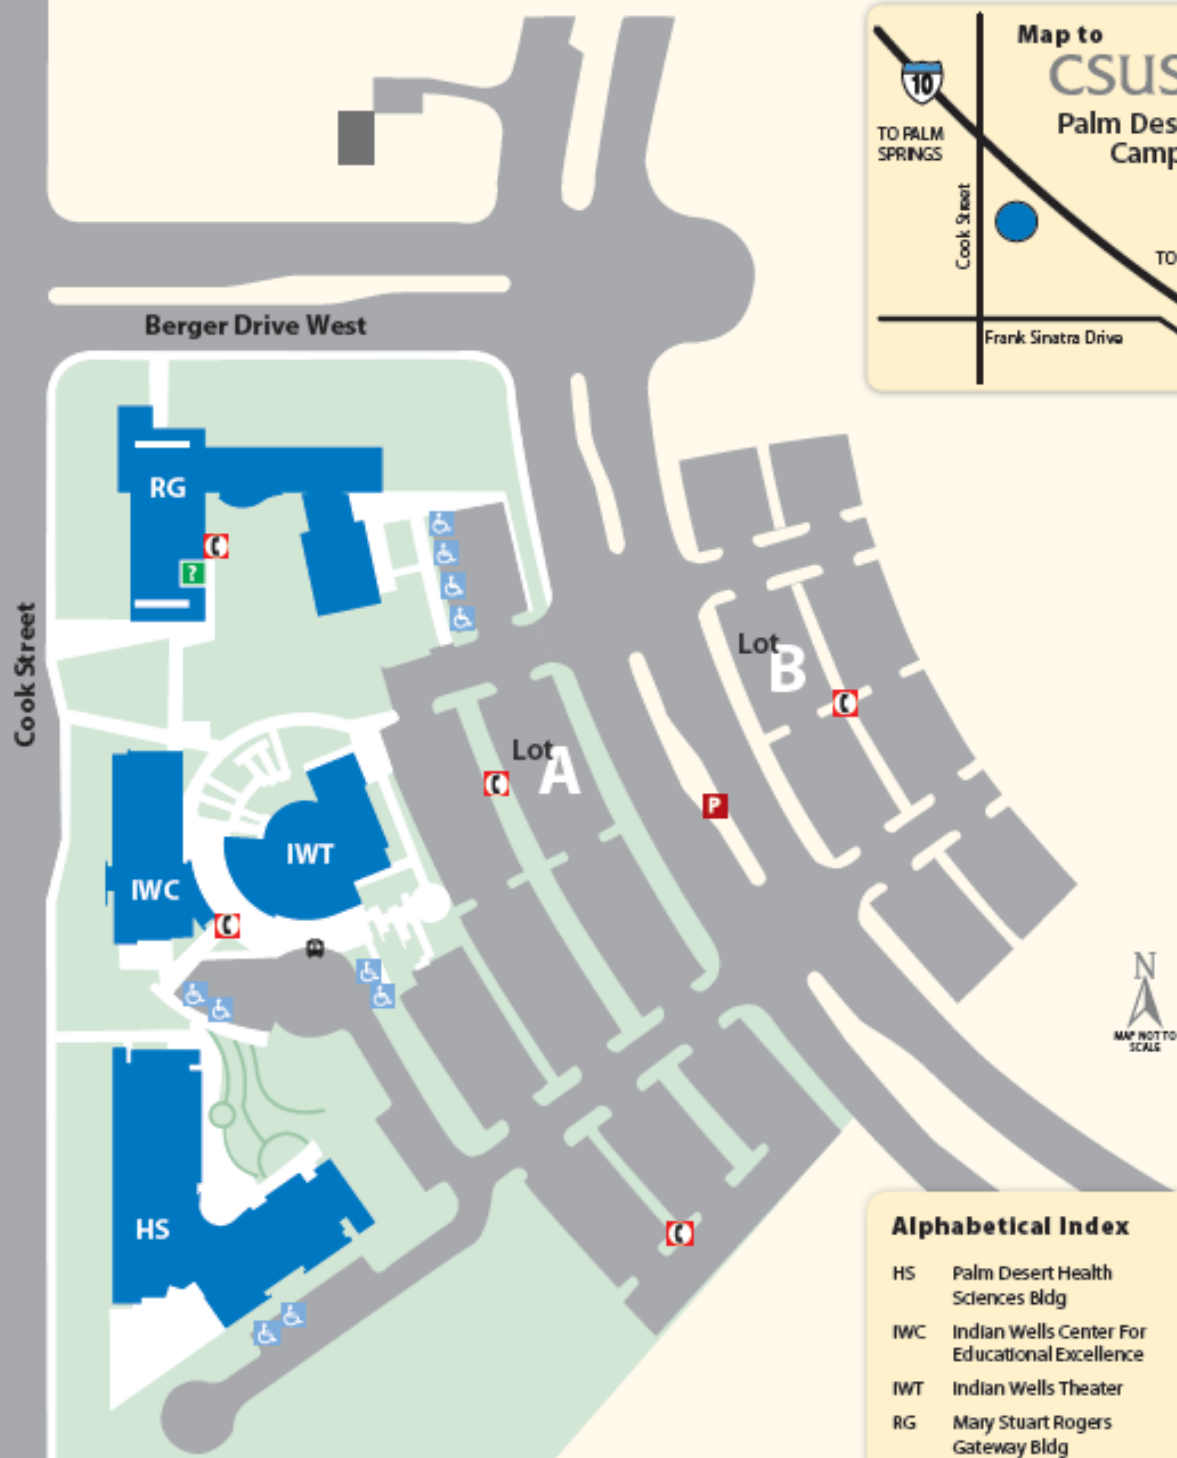 Map to
CSUS
Palm Des
Camp
10
TO PALM
SPRINGS
Cook Street
TO
Frank Sinatra Drive
Berger Drive West
RG
?
Cook Street
Lot
B
Lot
A
P
IWT
IWC
N
MAP NOT TO
SCALE
HS
Alphabetical Index
HS Palm Desert Health
Sciences Bldg
IWC Indian Wells Center For
Educational Excellence
IWT Indian Wells Theater
RG Mary Stuart Rogers
Gateway Bldg